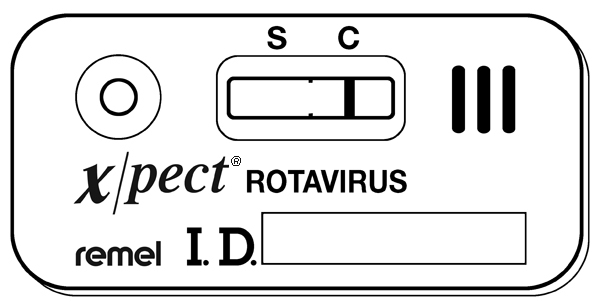 S C
x/pect® ROTAVIRUS
remel I.D.